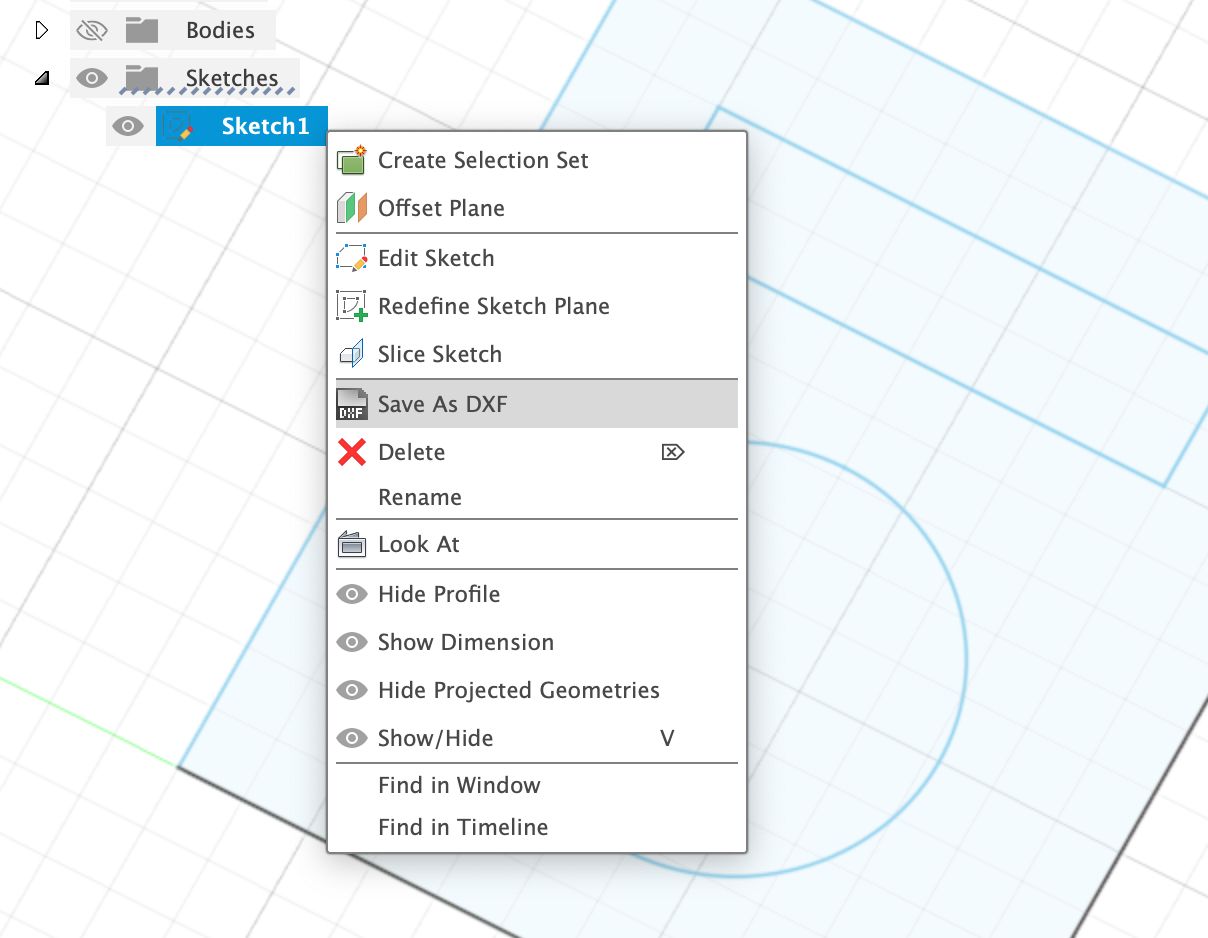 Bodies
Sketches
Sketch1
Create Selection Set
Offset Plane
Edit Sketch
Redefine Sketch Plane
Slice Sketch
DXF Save As DXF
Delete
Rename
Look At
Hide Profile
Show Dimension
Hide Projected Geometries
Show/Hide V
Find in Window
Find in Timeline